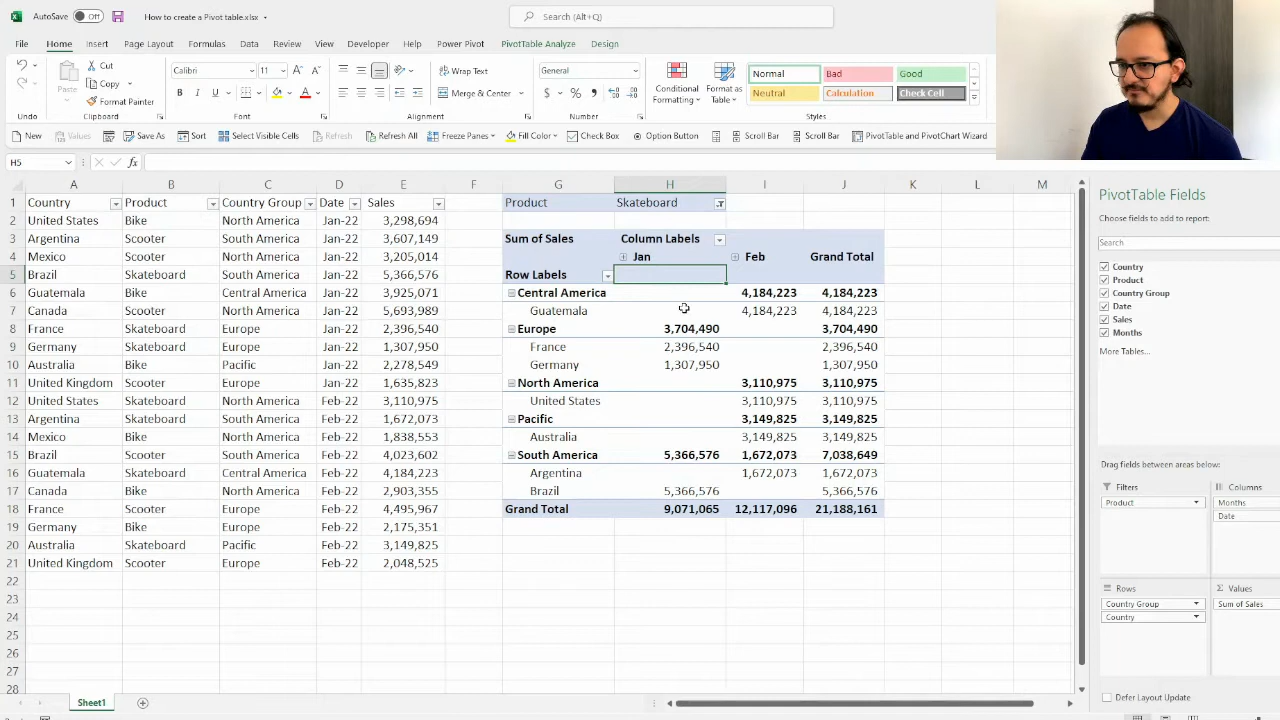 AutoSave Off How to create a Pivot table.xlsx Search (Alt+Q)
File Home Insert Page Layout Formulas Data Review View Developer Help Power Pivot PivotTable Analyze Design
Paste Cut Copy Format Painter
Calibri 11
B I U
Wrap Text
Merge & Center
General
$ % ,
Conditional Formatting Format as Table
Normal Bad Good
Neutral Calculation Check Cell
Undo Clipboard Font Alignment Number Styles
New Save As Sort Select Visible Cells Refresh Refresh All Freeze Panes Fill Color Check Box Option Button Scroll Bar Scroll Bar PivotTable and PivotChart Wizard
H5 fx
A B C D E F G H I J K L M
1 Country Product Country Group Date Sales Product Skateboard
2 United States Bike North America Jan-22 3,298,694
3 Argentina Scooter South America Jan-22 3,607,149 Sum of Sales Column Labels
4 Mexico Scooter North America Jan-22 3,205,014 Jan Feb Grand Total
5 Brazil Skateboard South America Jan-22 5,366,576 Row Labels
6 Guatemala Bike Central America Jan-22 3,925,071 Central America 4,184,223 4,184,223
7 Canada Scooter North America Jan-22 Guatemala 4,184,223 4,184,223
8 France Skateboard Europe Jan-22 2,396,540 Europe 3,704,490 3,704,490
9 Germany Skateboard Europe Jan-22 1,307,950 France 2,396,540 2,396,540
10 Australia Bike Pacific Jan-22 2,278,549 Germany 1,307,950 1,307,950
11 United Kingdom Scooter Europe Jan-22 1,635,823 North America 3,110,975 3,110,975
12 United States Skateboard North America Feb-22 3,110,975 United States 3,110,975 3,110,975
13 Argentina Skateboard South America Feb-22 1,672,073 Pacific 3,149,825 3,149,825
14 Mexico Bike North America Feb-22 1,838,553 Australia 3,149,825 3,149,825
15 Brazil Scooter South America Feb-22 4,023,602 South America 5,366,576 1,672,073 7,038,649
16 Guatemala Skateboard Central America Feb-22 4,184,223 Argentina 1,672,073 1,672,073
17 Canada Bike North America Feb-22 2,903,355 Brazil 5,366,576 5,366,576
18 France Scooter Europe Feb-22 4,495,967 Grand Total 9,071,065 12,117,096 21,188,161
19 Germany Bike Europe Feb-22 2,175,351
20 Australia Skateboard Pacific Feb-22 3,149,825
21 United Kingdom Scooter Europe Feb-22 2,048,525
22
23
24
25
26
27
28
Sheet1
PivotTable Fields
Choose fields to add to report:
Search
Country
Product
Country Group
Date
Sales
Months
More Tables...
Drag fields between areas below:
Filters Columns
Product Months
Date
Rows Σ Values
Country Group Sum of Sales
Country
Defer Layout Update